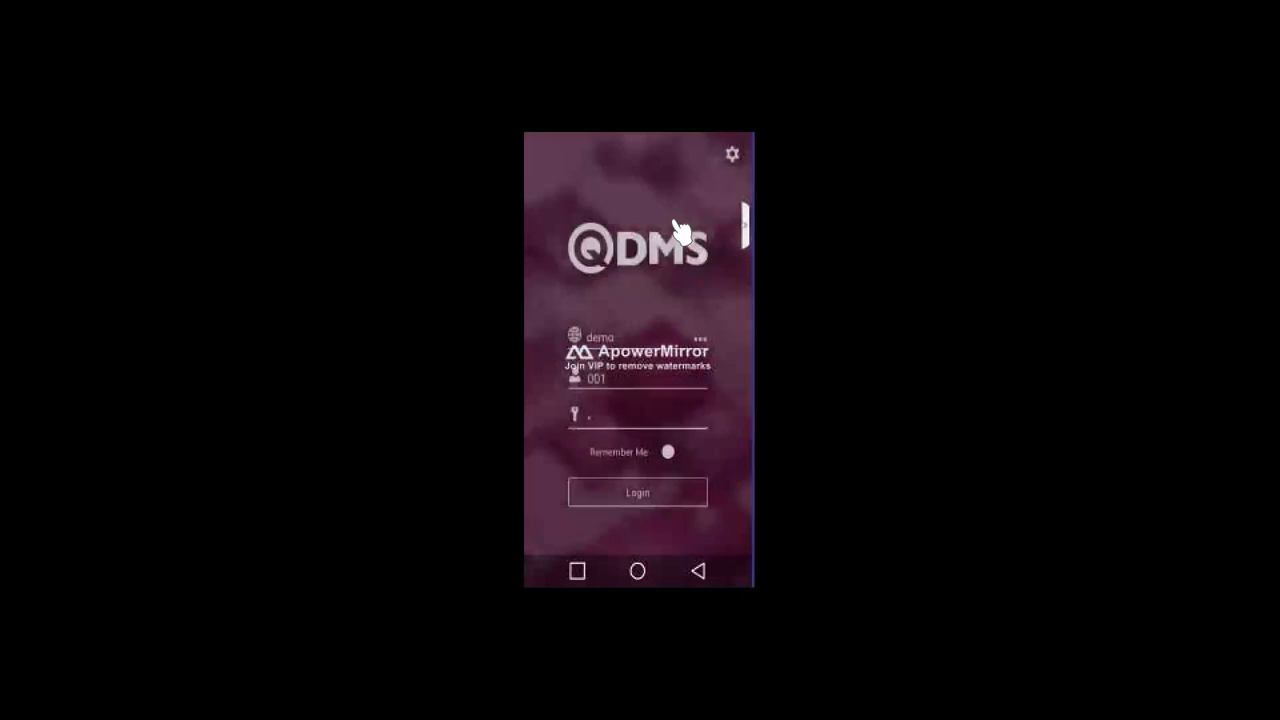 QDMS
demo
...
ApowerMirror
Join VIP to remove watermarks
001
.
Remember Me
Login